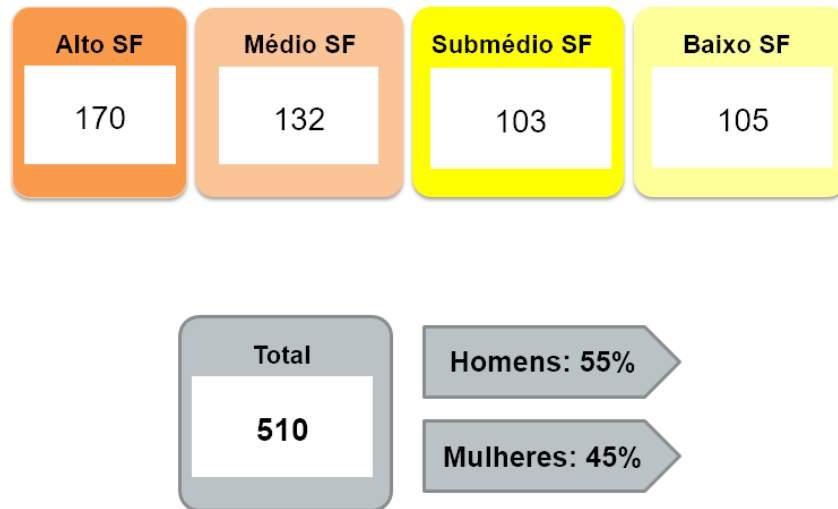 Alto SF
170
Médio SF
132
Submédio SF
103
Baixo SF
105
Total
510
Homens: 55%
Mulheres: 45%